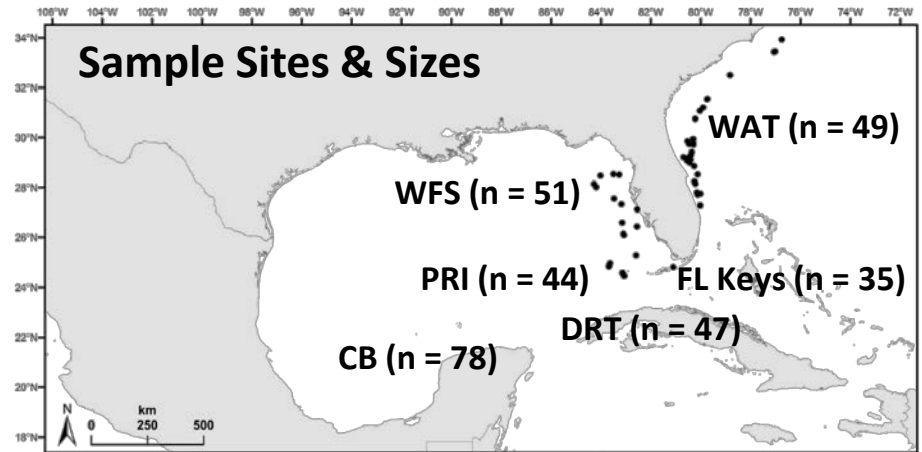 108°W 106°W 104°W 102°W 100°W 98°W 96°W 94°W 92°W 90°W 88°W 86°W 84°W 82°W 80°W 78°W 76°W 74°W 72°W
34°N
Sample Sites & Sizes
32°N
30°N
WAT (n = 49)
28°N
WFS (n = 51)
26°N
24°N
PRI (n = 44)
FL Keys (n = 35)
22°N
DRT (n = 47)
CB (n = 78)
20°N
N
km
0 250 500
18°N